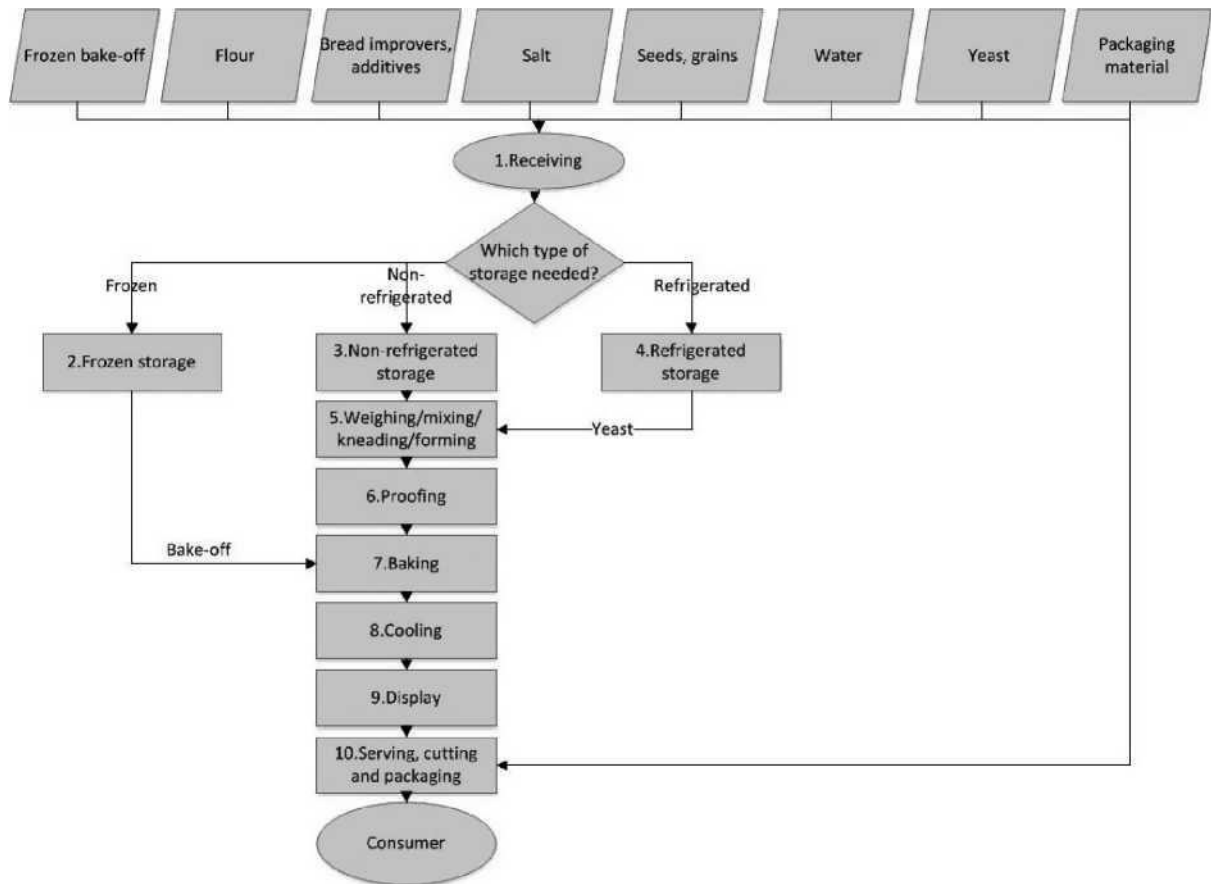 Frozen bake-off
Flour
Bread improvers,
additives
Salt
Seeds, grains
Water
Yeast
Packaging
material
1.Receiving
Which type of
storage needed?
Frozen
Non-
refrigerated
Refrigerated
2.Frozen storage
3.Non-refrigerated
storage
4.Refrigerated
storage
5.Weighing/mixing/
kneading/forming
Yeast
6.Proofing
Bake-off
7.Baking
8.Cooling
9.Display
10.Serving, cutting
and packaging
Consumer